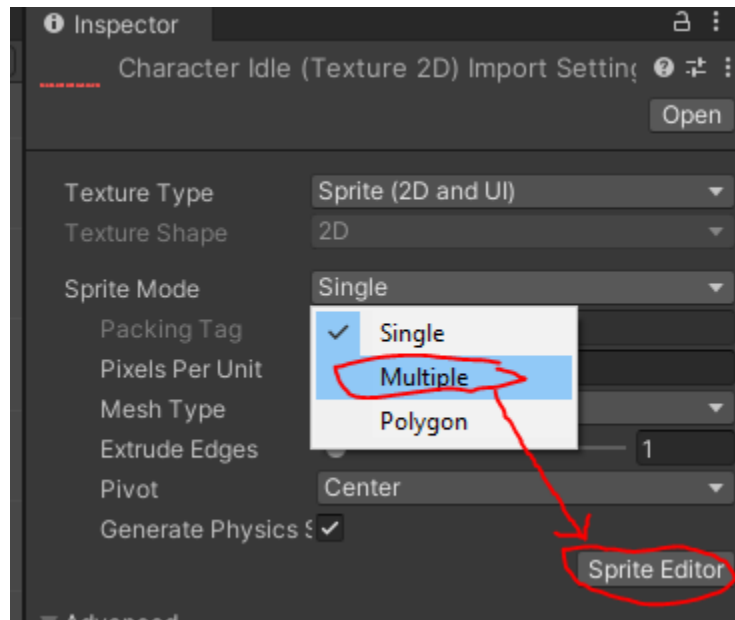 Inspector
Character Idle (Texture 2D) Import Setting
Open
Texture Type Sprite (2D and UI)
Texture Shape 2D
Sprite Mode Single
Packing Tag Single
Pixels Per Unit Multiple
Mesh Type Polygon
Extrude Edges 1
Pivot Center
Generate Physics S
Sprite Editor
Advanced